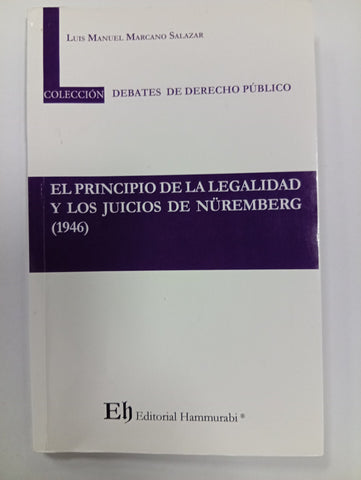 LUIS MANUEL MARCANO SALAZAR
COLECCIÓN DEBATES DE DERECHO PÚBLICO
EL PRINCIPIO DE LA LEGALIDAD
Y LOS JUICIOS DE NÜREMBERG
(1946)
Eh Editorial Hammurabi ®